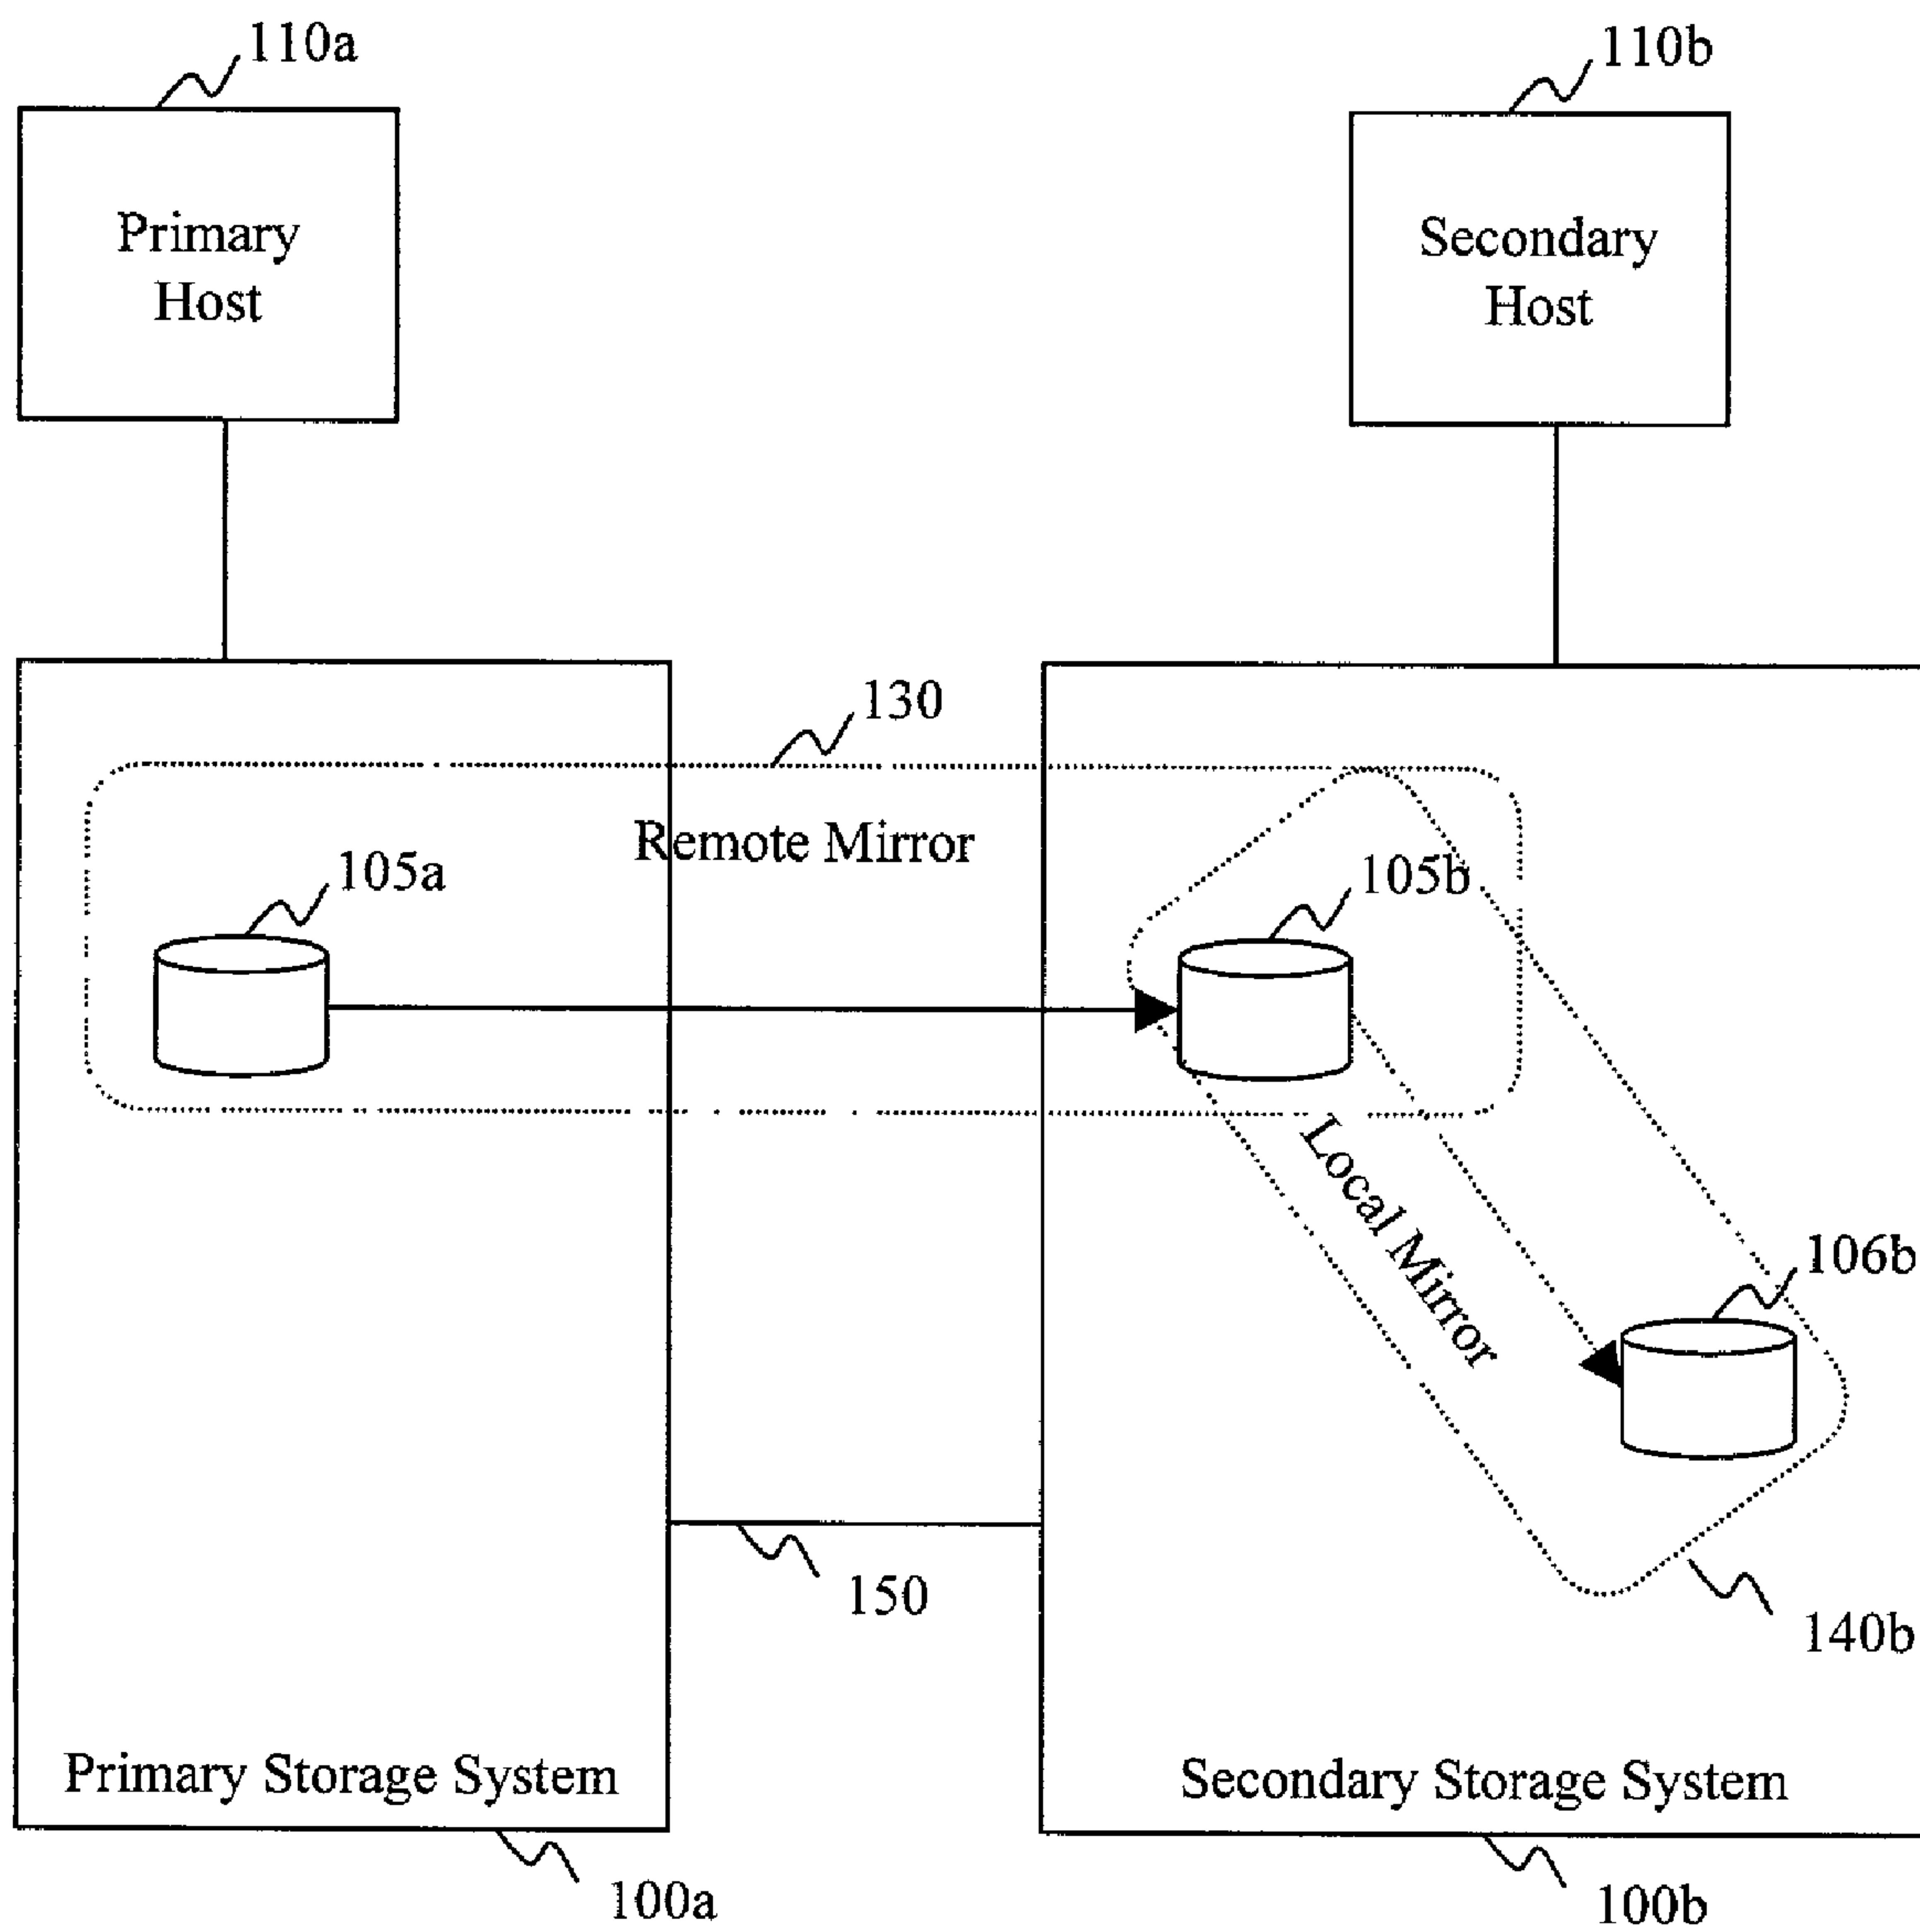 110a
110b
Primary
Host
Secondary
Host
130
Remote Mirror
105a
105b
Local Mirror
106b
150
140b
Primary Storage System
Secondary Storage System
100a
100b